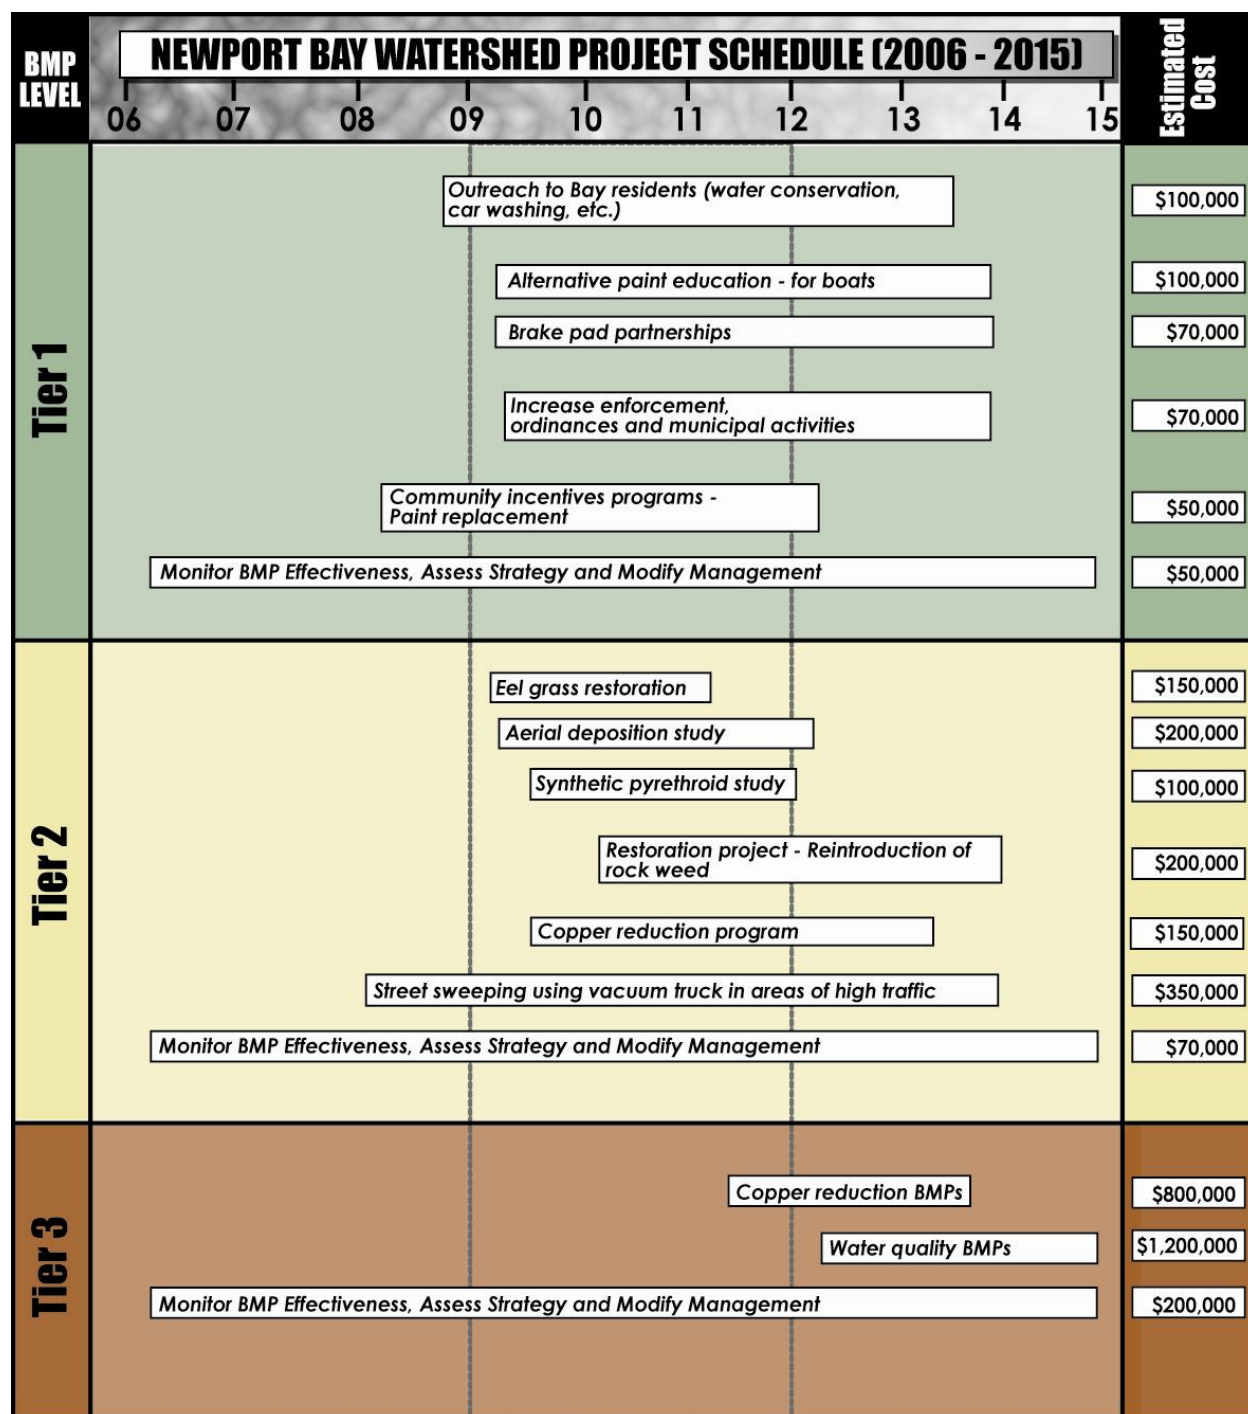 BMP
LEVEL
NEWPORT BAY WATERSHED PROJECT SCHEDULE (2006 - 2015)
06 07 08 09 10 11 12 13 14 15
Estimated
Cost
Tier 1
Outreach to Bay residents (water conservation,
car washing, etc.)
$100,000
Alternative paint education - for boats
$100,000
Brake pad partnerships
$70,000
Increase enforcement,
ordinances and municipal activities
$70,000
Community incentives programs -
Paint replacement
$50,000
Monitor BMP Effectiveness, Assess Strategy and Modify Management
$50,000
Tier 2
Eel grass restoration
$150,000
Aerial deposition study
$200,000
Synthetic pyrethroid study
$100,000
Restoration project - Reintroduction of
rock weed
$200,000
Copper reduction program
$150,000
Street sweeping using vacuum truck in areas of high traffic
$350,000
Monitor BMP Effectiveness, Assess Strategy and Modify Management
$70,000
Tier 3
Copper reduction BMPs
$800,000
Water quality BMPs
$1,200,000
Monitor BMP Effectiveness, Assess Strategy and Modify Management
$200,000